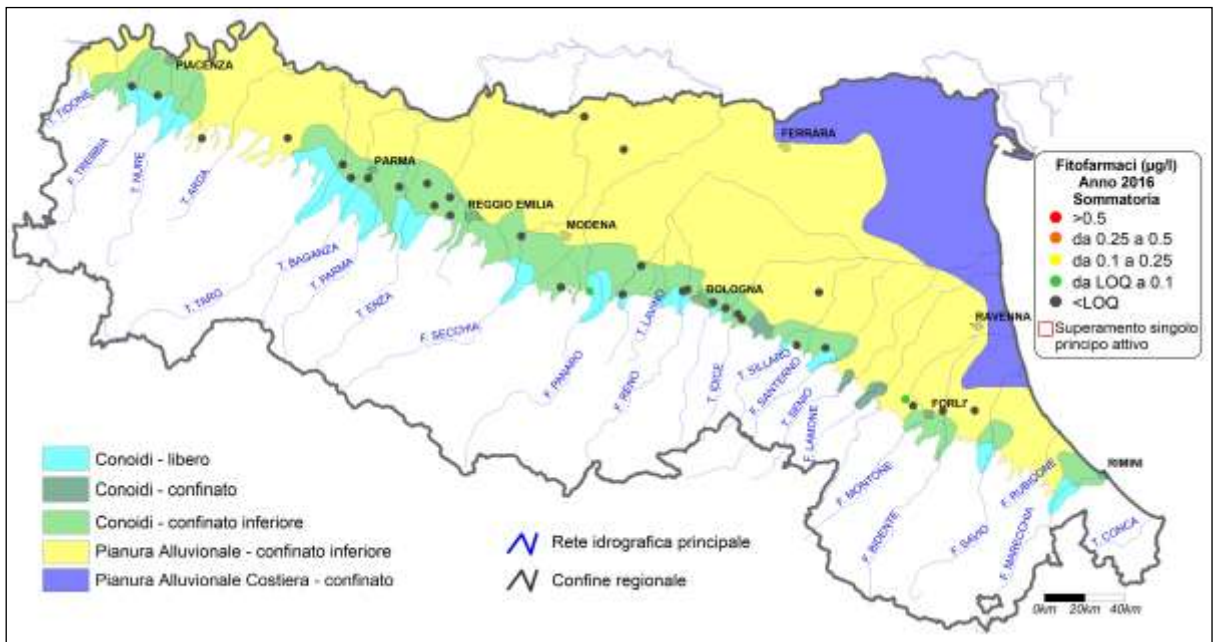 PIACENZA
T. TIDONE
F. TREBBIA
T. NURE
T. ARDA
PARMA
REGGIO EMILIA
MODENA
FERRARA
BOLOGNA
RAVENNA
FORLI'
RIMINI
T. TARO
T. BAGANZA
T. PARMA
T. ENZA
F. SECCHIA
F. PANARO
F. RENO
T. LAVINO
T. IDICE
T. SILLARO
F. SANTERNO
T. SENIO
F. LAMONE
F. MONTONE
F. BIDENTE
F. SAVIO
F. RUBICONE
F. MARECCHIA
T. CONCA
Fitofarmaci (µg/l)
Anno 2016
Sommatoria
>0.5
da 0.25 a 0.5
da 0.1 a 0.25
da LOQ a 0.1
<LOQ
Superamento singolo
principo attivo
Conoidi - libero
Conoidi - confinato
Conoidi - confinato inferiore
Pianura Alluvionale - confinato inferiore
Pianura Alluvionale Costiera - confinato
Rete idrografica principale
Confine regionale
0km 20km 40km